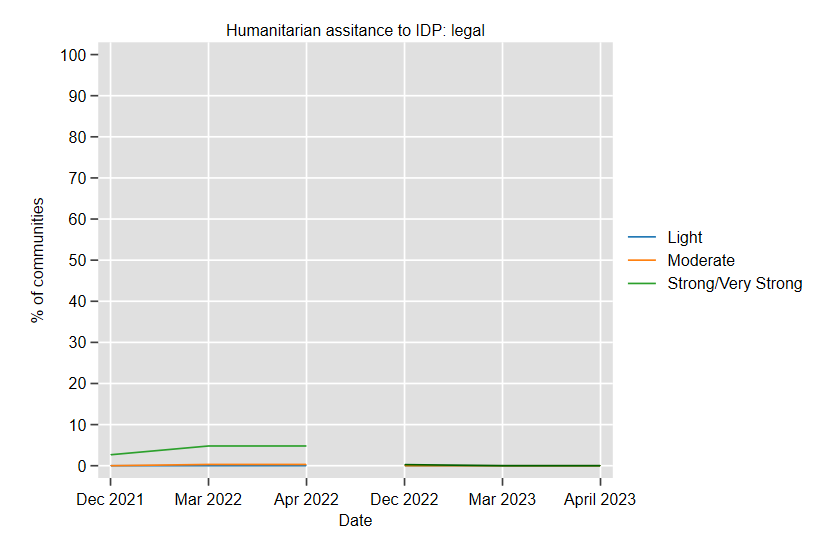 Humanitarian assitance to IDP: legal
100
90
80
70
60
50
40
30
20
10
0
% of communities
Dec 2021 Mar 2022 Apr 2022 Dec 2022 Mar 2023 April 2023
Date
Light
Moderate
Strong/Very Strong